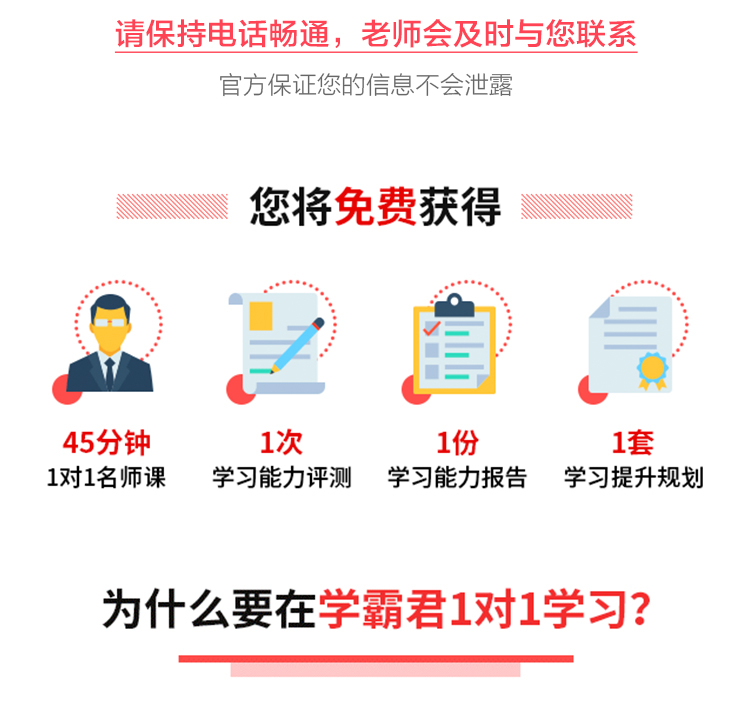 请保持电话畅通，老师会及时与您联系
官方保证您的信息不会泄露
您将免费获得
45分钟 1次 1份 1套
1对1名师课 学习能力评测 学习能力报告 学习提升规划
为什么要在学霸君1对1学习？